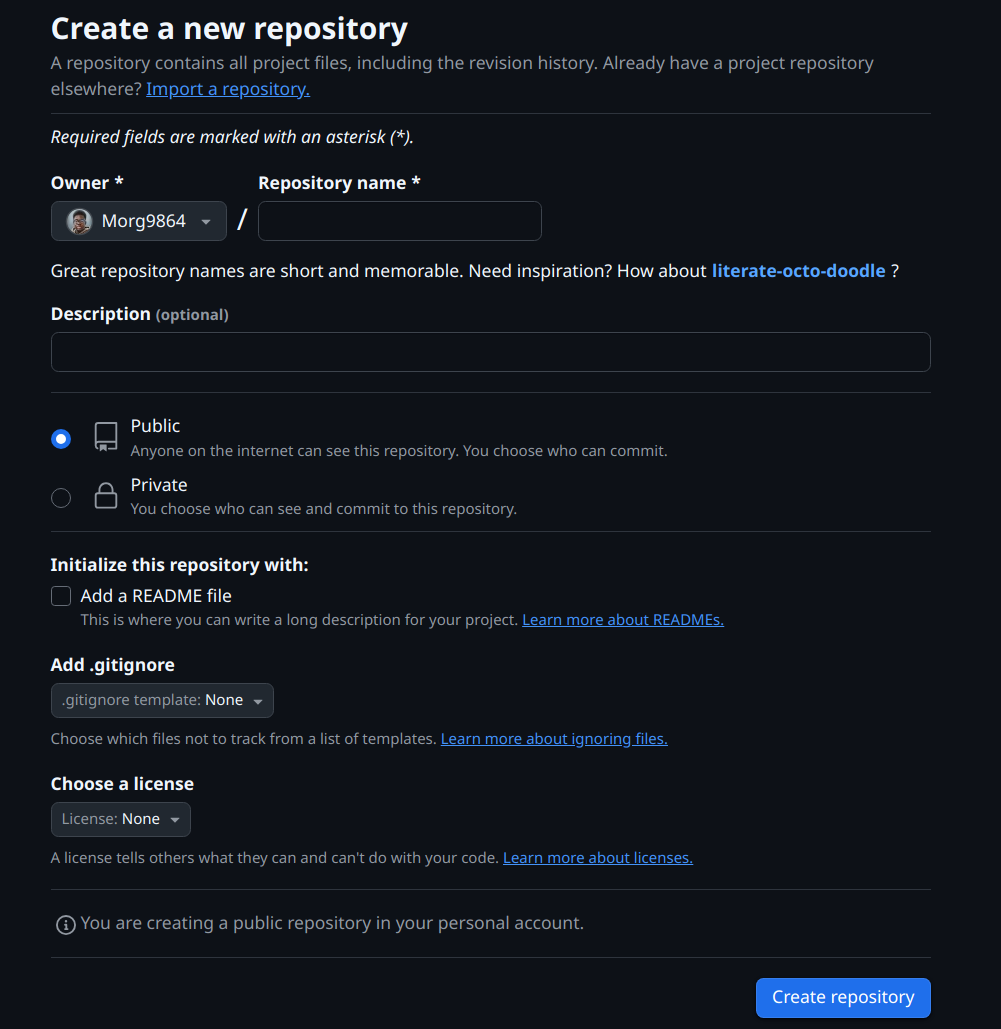 Create a new repository
A repository contains all project files, including the revision history. Already have a project repository
elsewhere? Import a repository.
Required fields are marked with an asterisk (*).
Owner *
Repository name *
Morg9864
/
Great repository names are short and memorable. Need inspiration? How about literate-octo-doodle ?
Description (optional)
Public
Anyone on the internet can see this repository. You choose who can commit.
Private
You choose who can see and commit to this repository.
Initialize this repository with:
Add a README file
This is where you can write a long description for your project. Learn more about READMEs.
Add .gitignore
.gitignore template: None
Choose which files not to track from a list of templates. Learn more about ignoring files.
Choose a license
License: None
A license tells others what they can and can't do with your code. Learn more about licenses.
You are creating a public repository in your personal account.
Create repository